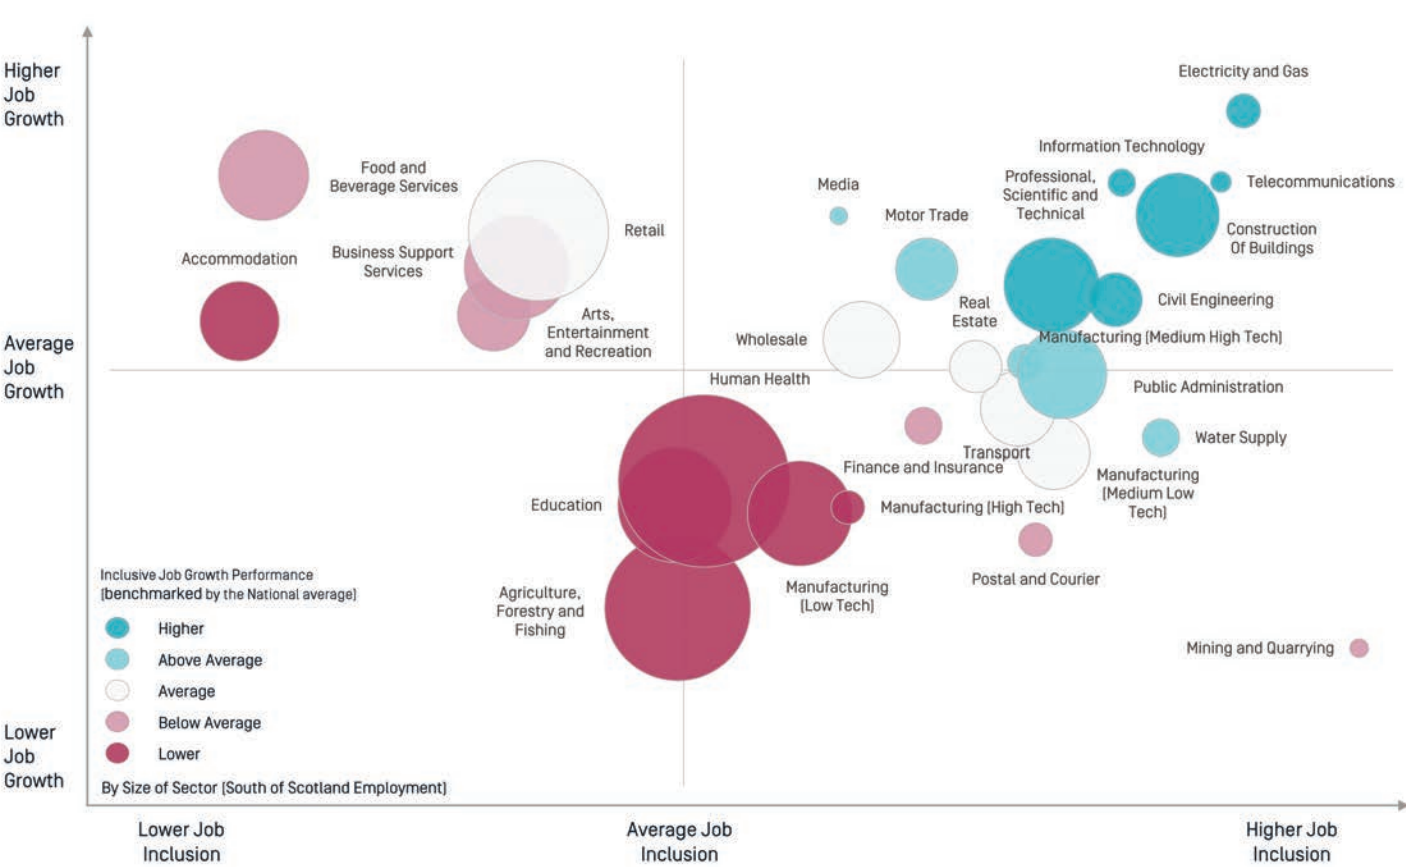 Higher
Job
Growth
Electricity and Gas
Information Technology
Food and
Beverage Services
Media
Professional,
Scientific and
Technical
Telecommunications
Motor Trade
Retail
Construction
Of Buildings
Accommodation
Business Support
Services
Real
Estate
Civil Engineering
Arts,
Entertainment
and Recreation
Wholesale
Manufacturing (Medium High Tech)
Average
Job
Growth
Human Health
Public Administration
Water Supply
Transport
Finance and Insurance
Manufacturing
(Medium Low
Tech)
Education
Manufacturing (High Tech)
Postal and Courier
Manufacturing
(Low Tech)
Agriculture,
Forestry and
Fishing
Mining and Quarrying
Inclusive Job Growth Performance
(benchmarked by the National average)
Higher
Above Average
Average
Below Average
Lower
By Size of Sector (South of Scotland Employment)
Lower
Job
Growth
Lower Job
Inclusion
Average Job
Inclusion
Higher Job
Inclusion